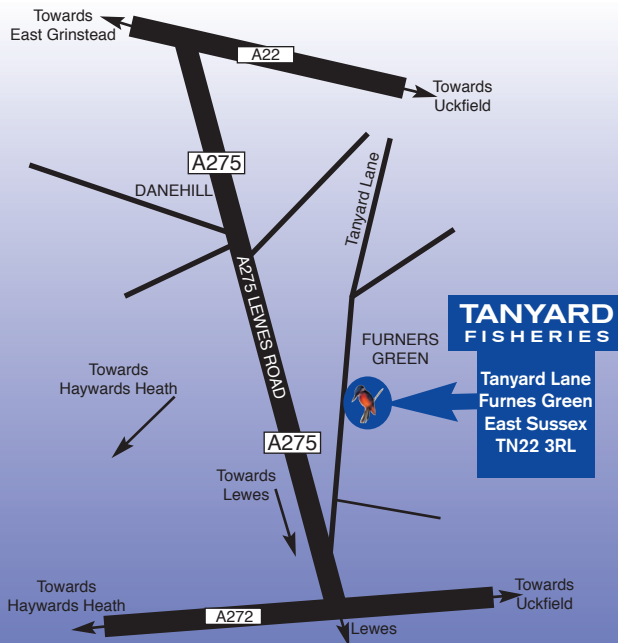 Towards
East Grinstead
A22
Towards
Uckfield
A275
DANEHILL
Tanyard Lane
A275 LEWES ROAD
TANYARD
FISHERIES
FURNERS
GREEN
Towards
Haywards Heath
Tanyard Lane
Furnes Green
East Sussex
TN22 3RL
A275
Towards
Lewes
Towards
Haywards Heath
A272
Towards
Uckfield
Lewes